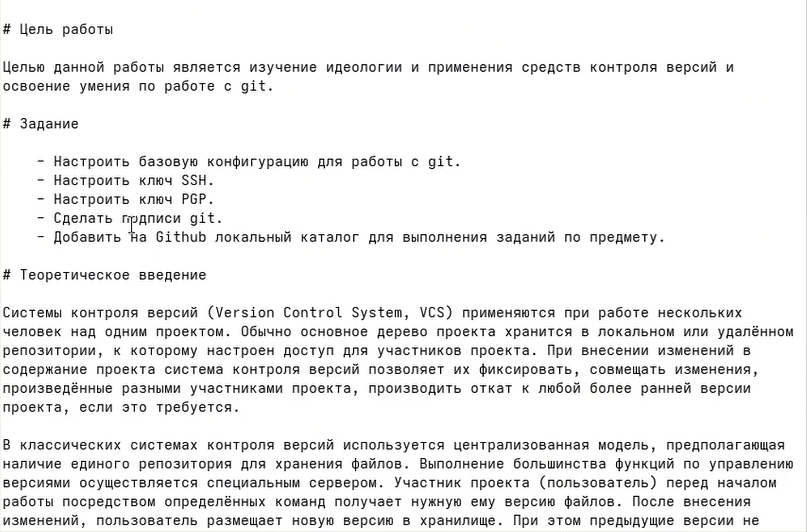 # Цель работы
Целью данной работы является изучение идеологии и применения средств контроля версий и
освоение умения по работе с git.
# Задание
- Настроить базовую конфигурацию для работы с git.
- Настроить ключ SSH.
- Настроить ключ PGP.
- Сделать подписи git.
- Добавить на Github локальный каталог для выполнения заданий по предмету.
# Теоретическое введение
Системы контроля версий (Version Control System, VCS) применяются при работе нескольких
человек над одним проектом. Обычно основное дерево проекта хранится в локальном или удалённом
репозитории, к которому настроен доступ для участников проекта. При внесении изменений в
содержание проекта система контроля версий позволяет их фиксировать, совмещать изменения,
произведённые разными участниками проекта, производить откат к любой более ранней версии
проекта, если это требуется.
В классических системах контроля версий используется централизованная модель, предполагающая
наличие единого репозитория для хранения файлов. Выполнение большинства функций по управлению
версиями осуществляется специальным сервером. Участник проекта (пользователь) перед началом
работы посредством определённых команд получает нужную ему версию файлов. После внесения
изменений, пользователь размещает новую версию в хранилище. При этом предыдущие версии не